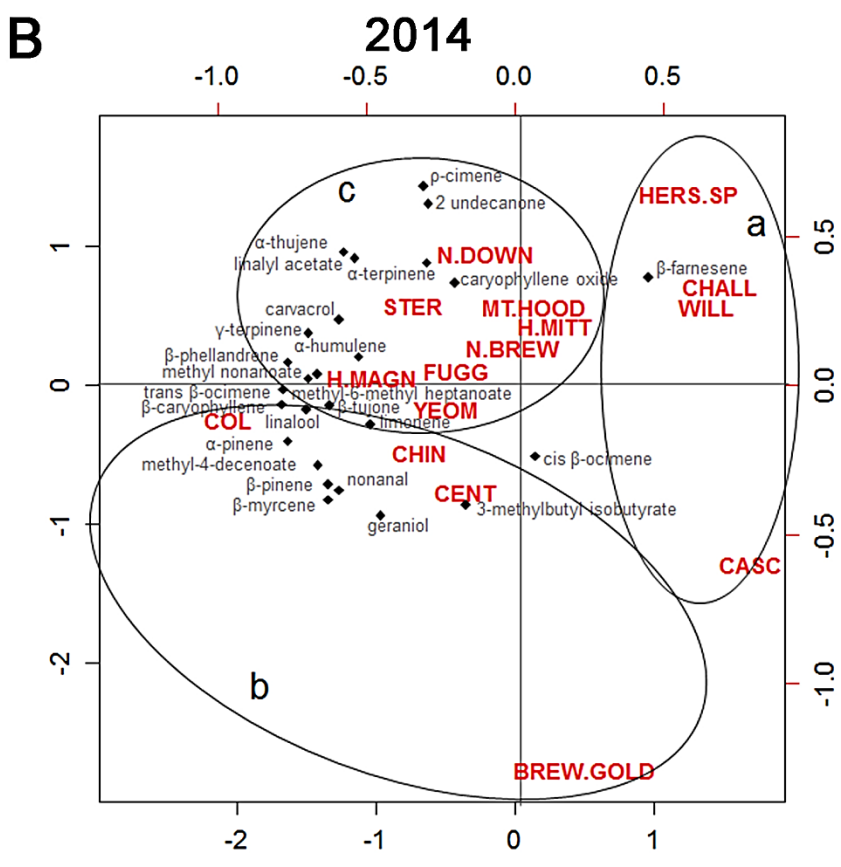 B
2014
-1.0 -0.5 0.0 0.5
ρ-cimene
c
HERS.SP
2 undecanone
a
α-thujene
1
0.5
N.DOWN
linalyl acetate
α-terpinene
β-farnesene
caryophyllene oxide
CHALL
STER
MT.HOOD
WILL
carvacrol
H.MITT
γ-terpinene
α-humulene
N.BREW
β-phellandrene
methyl nonanoate
FUGG
H.MAGN
0
0.0
trans β-ocimene
methyl-6-methyl heptanoate
β-caryophyllene
β-tujone
YEOM
COL
linalool
limonene
α-pinene
CHIN
cis β-ocimene
methyl-4-decenoate
β-pinene
nonanal
CENT
β-myrcene
3-methylbutyl isobutyrate
geraniol
-1
-0.5
CASC
-2
-1.0
b
BREW.GOLD
-2 -1 0 1